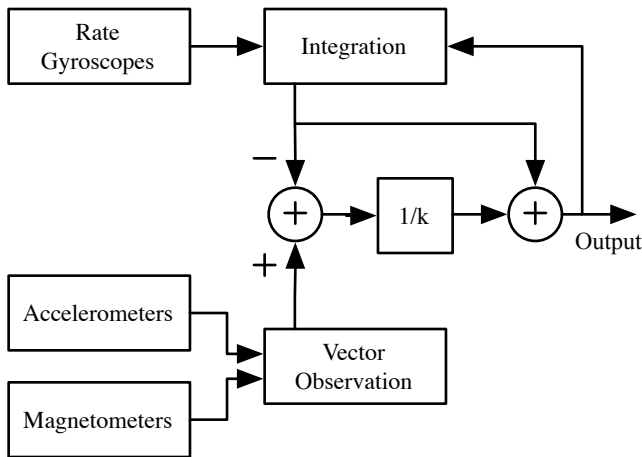 Rate
Gyroscopes
Integration
−
+
1/k
+
Output
+
Accelerometers
Vector
Observation
Magnetometers